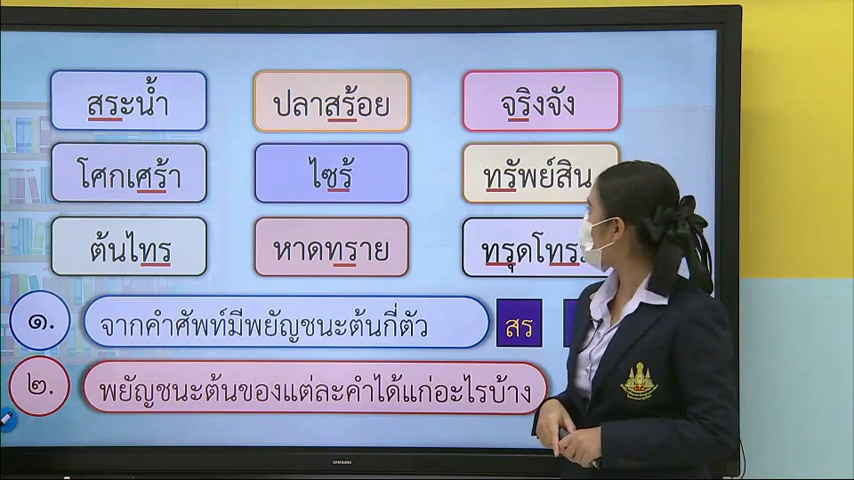 สระน้ำ ปลาสร้อย จริงจัง
โศกเศร้า ไซร้ ทรัพย์สิน
ต้นไทร หาดทราย ทรุดโทร
๑. จากคำศัพท์มีพยัญชนะต้นกี่ตัว สร
๒. พยัญชนะต้นของแต่ละคำได้แก่อะไรบ้าง
SAMSUNG